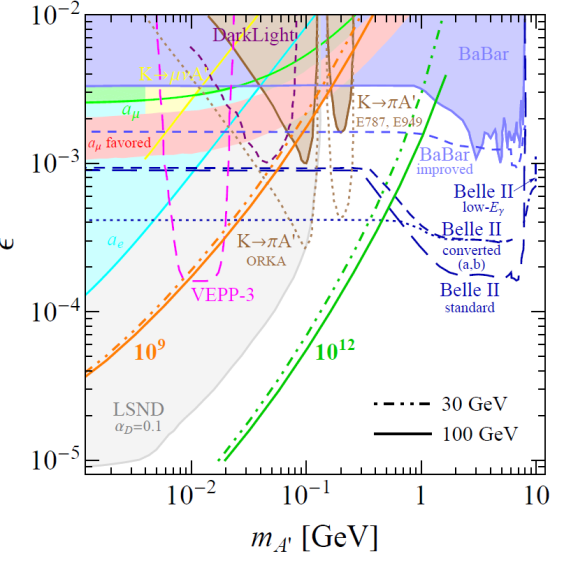 10⁻²
DarkLight
BaBar
K→μνA'
a_μ
K→πA'
E787, E949
a_μ favored
10⁻³
BaBar
improved
Belle II
low-E_γ
ϵ
a_e
K→πA'
ORKA
Belle II
converted
(a,b)
VEPP-3
Belle II
standard
10⁻⁴
10⁹
10¹²
LSND
α_D=0.1
30 GeV
100 GeV
10⁻⁵
10⁻² 10⁻¹ 1 10
m_A' [GeV]